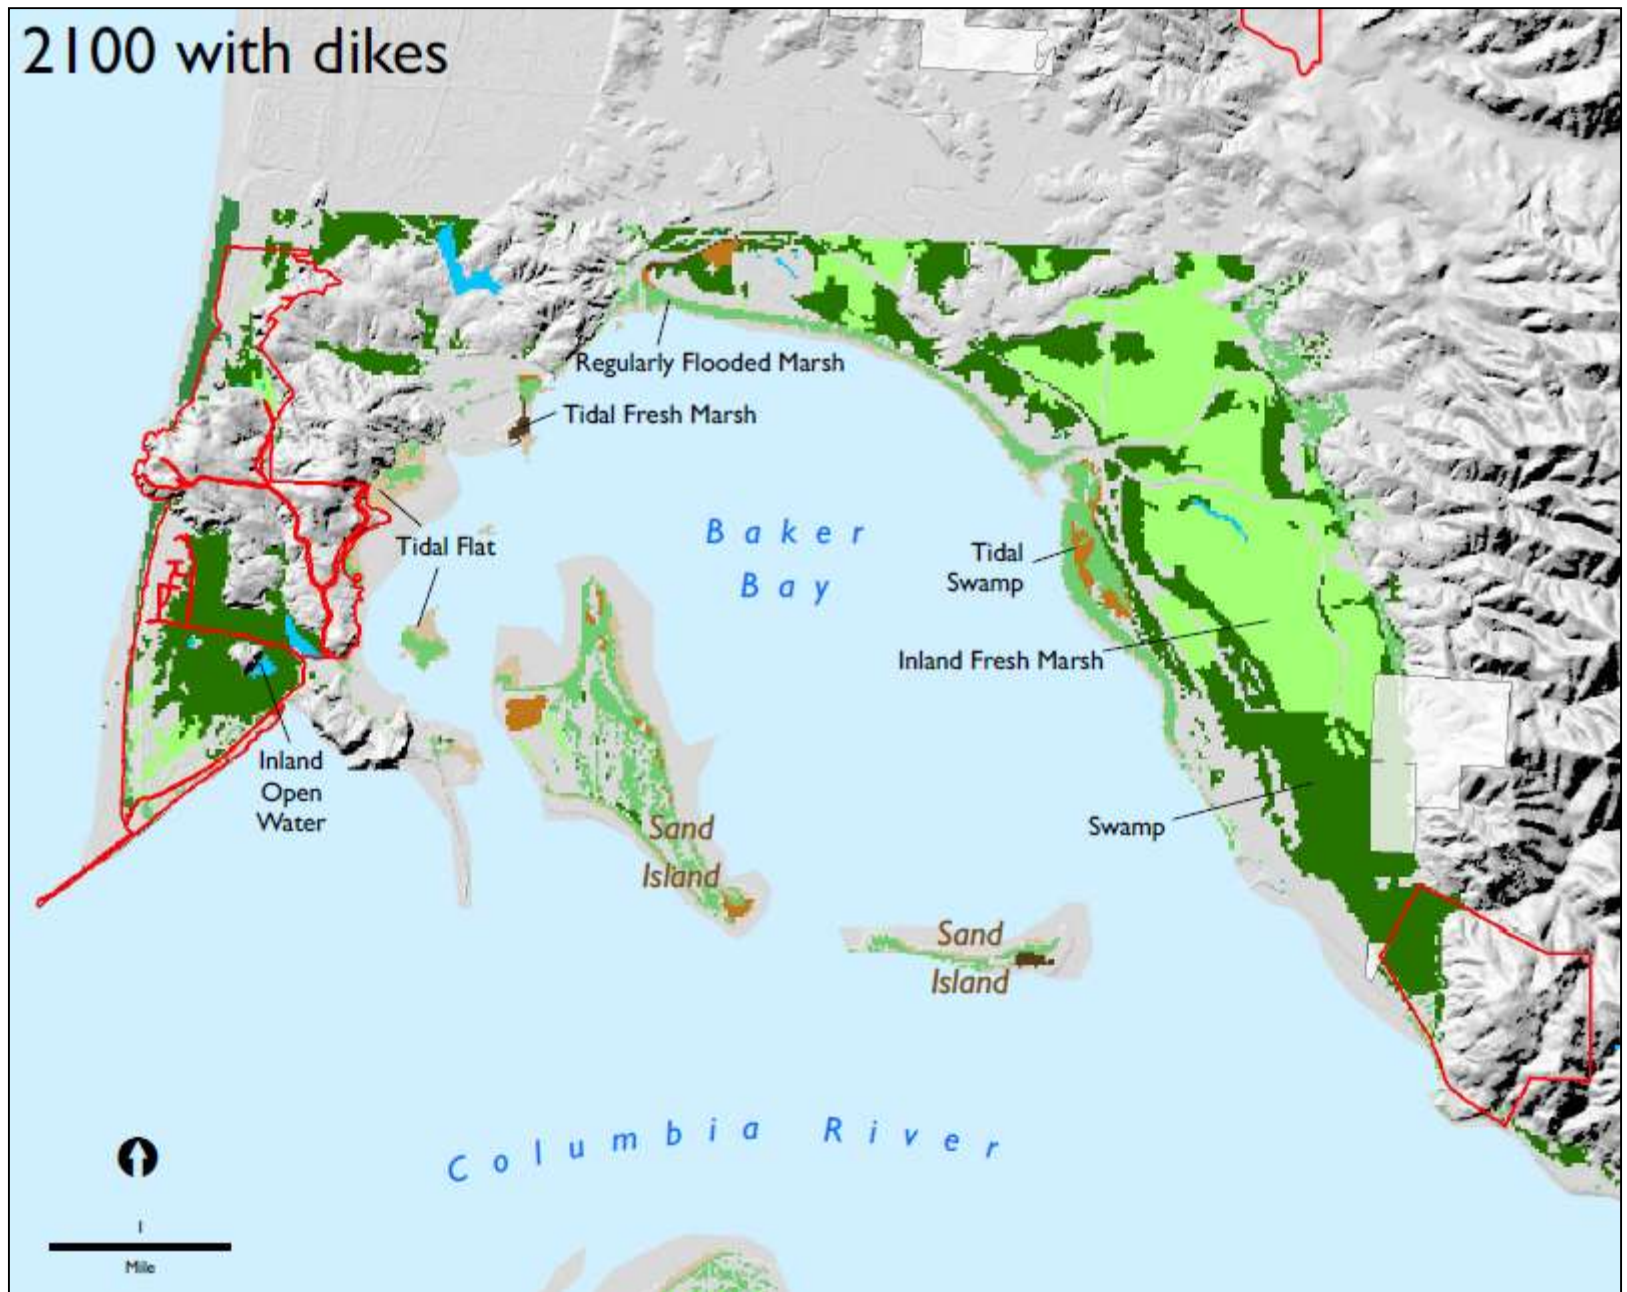 2100 with dikes
Regularly Flooded Marsh
Tidal Fresh Marsh
Baker
Bay
Tidal Flat
Tidal
Swamp
Inland Fresh Marsh
Inland
Open
Water
Sand
Island
Swamp
Sand
Island
Columbia River
1
Mile